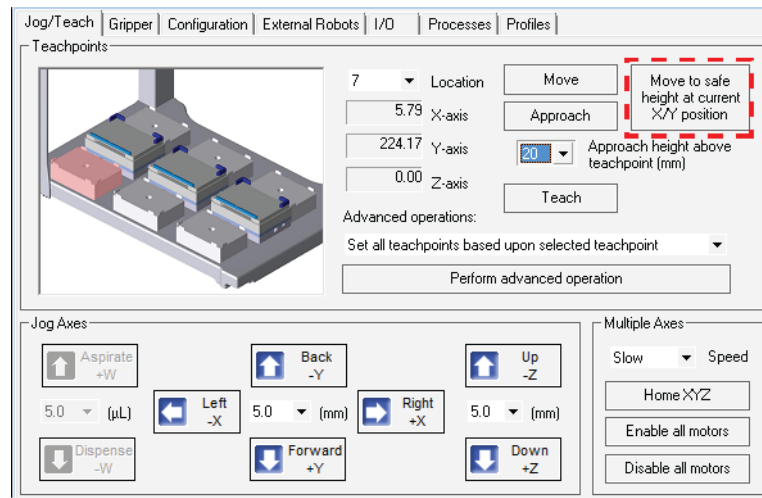 Jog/Teach Gripper Configuration External Robots I/O Processes Profiles
Teachpoints
7 Location
5.79 X-axis
224.17 Y-axis
0.00 Z-axis
Move
Approach
20
Approach height above
teachpoint (mm)
Teach
Move to safe
height at current
X/Y position
Advanced operations:
Set all teachpoints based upon selected teachpoint
Perform advanced operation
Jog Axes
Aspirate
+W
5.0 (µL)
Dispense
-W
Back
-Y
Left
-X
5.0 (mm)
Right
+X
Forward
+Y
Up
-Z
5.0 (mm)
Down
+Z
Multiple Axes
Slow Speed
Home XYZ
Enable all motors
Disable all motors